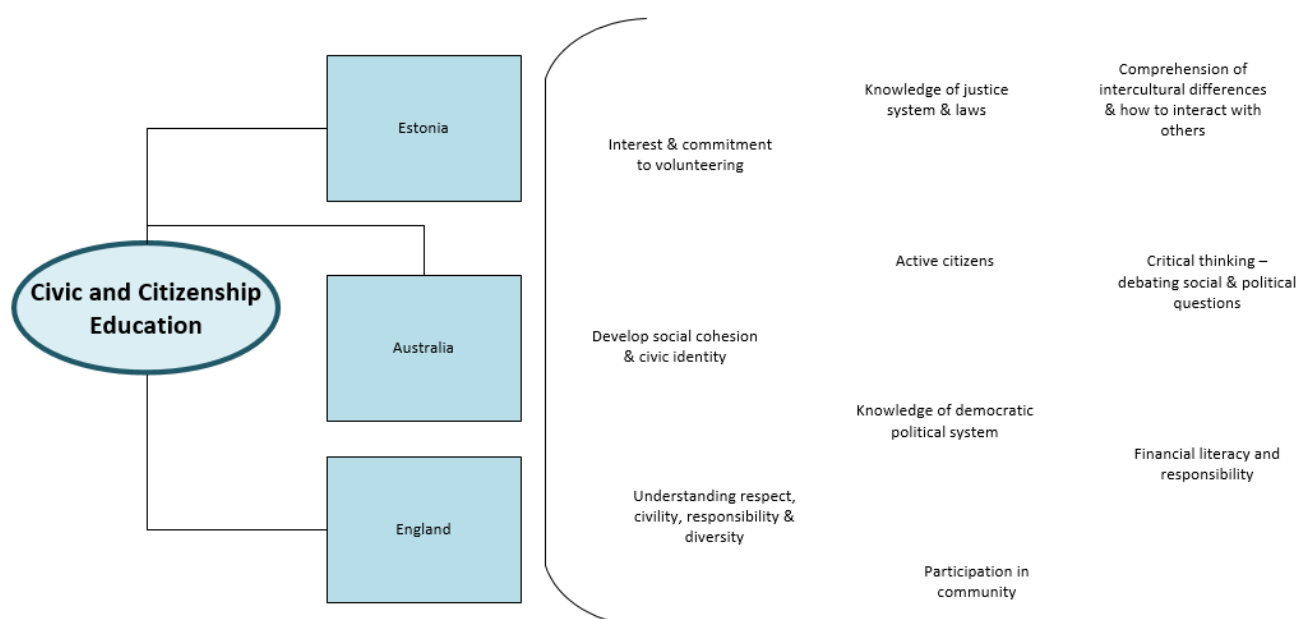 Civic and Citizenship
Education
Estonia
Australia
England
Interest & commitment
to volunteering
Develop social cohesion
& civic identity
Understanding respect,
civility, responsibility &
diversity
Knowledge of justice
system & laws
Active citizens
Knowledge of democratic
political system
Participation in
community
Comprehension of
intercultural differences
& how to interact with
others
Critical thinking –
debating social & political
questions
Financial literacy and
responsibility